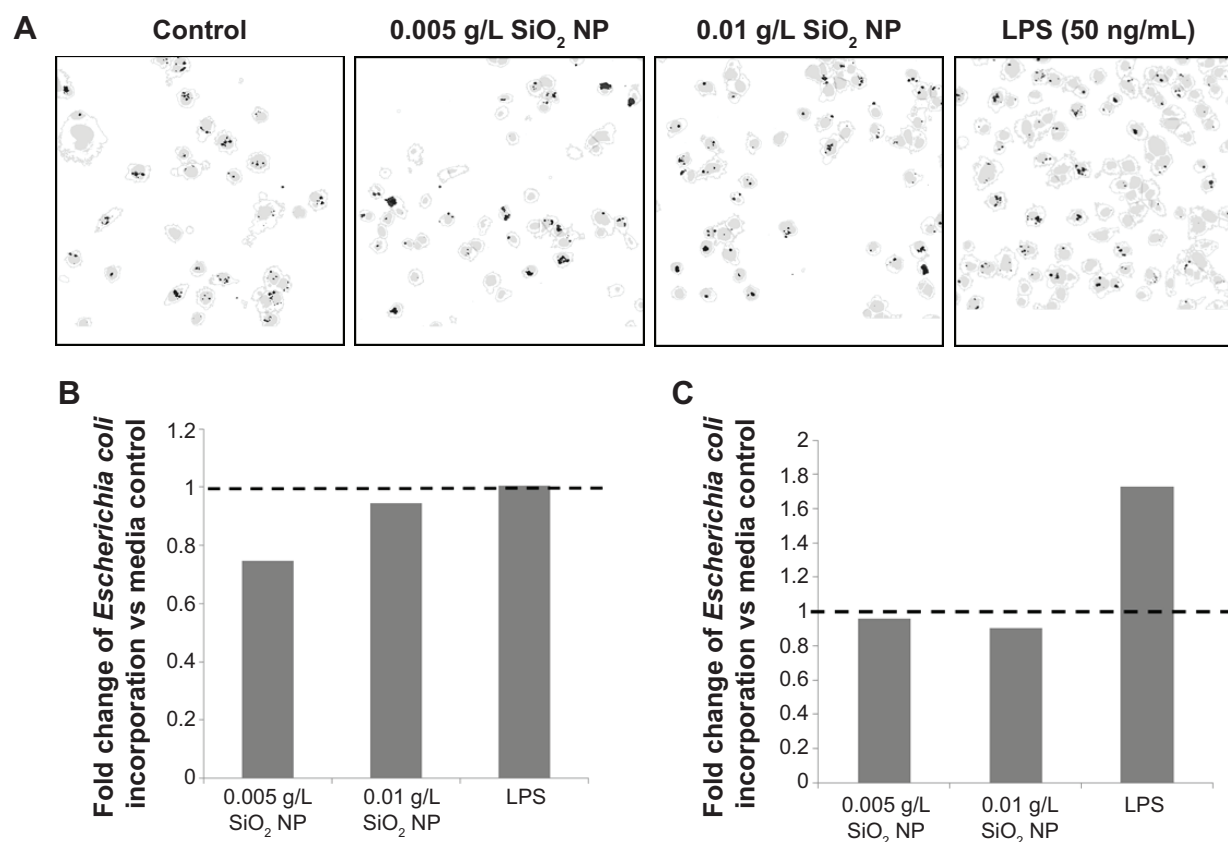 A
Control
0.005 g/L SiO₂ NP
0.01 g/L SiO₂ NP
LPS (50 ng/mL)
B
Fold change of Escherichia coli
incorporation vs media control
1.2
1
0.8
0.6
0.4
0.2
0
0.005 g/L
SiO₂ NP
0.01 g/L
SiO₂ NP
LPS
C
Fold change of Escherichia coli
incorporation vs media control
2
1.8
1.6
1.4
1.2
1
0.8
0.6
0.4
0.2
0
0.005 g/L
SiO₂ NP
0.01 g/L
SiO₂ NP
LPS